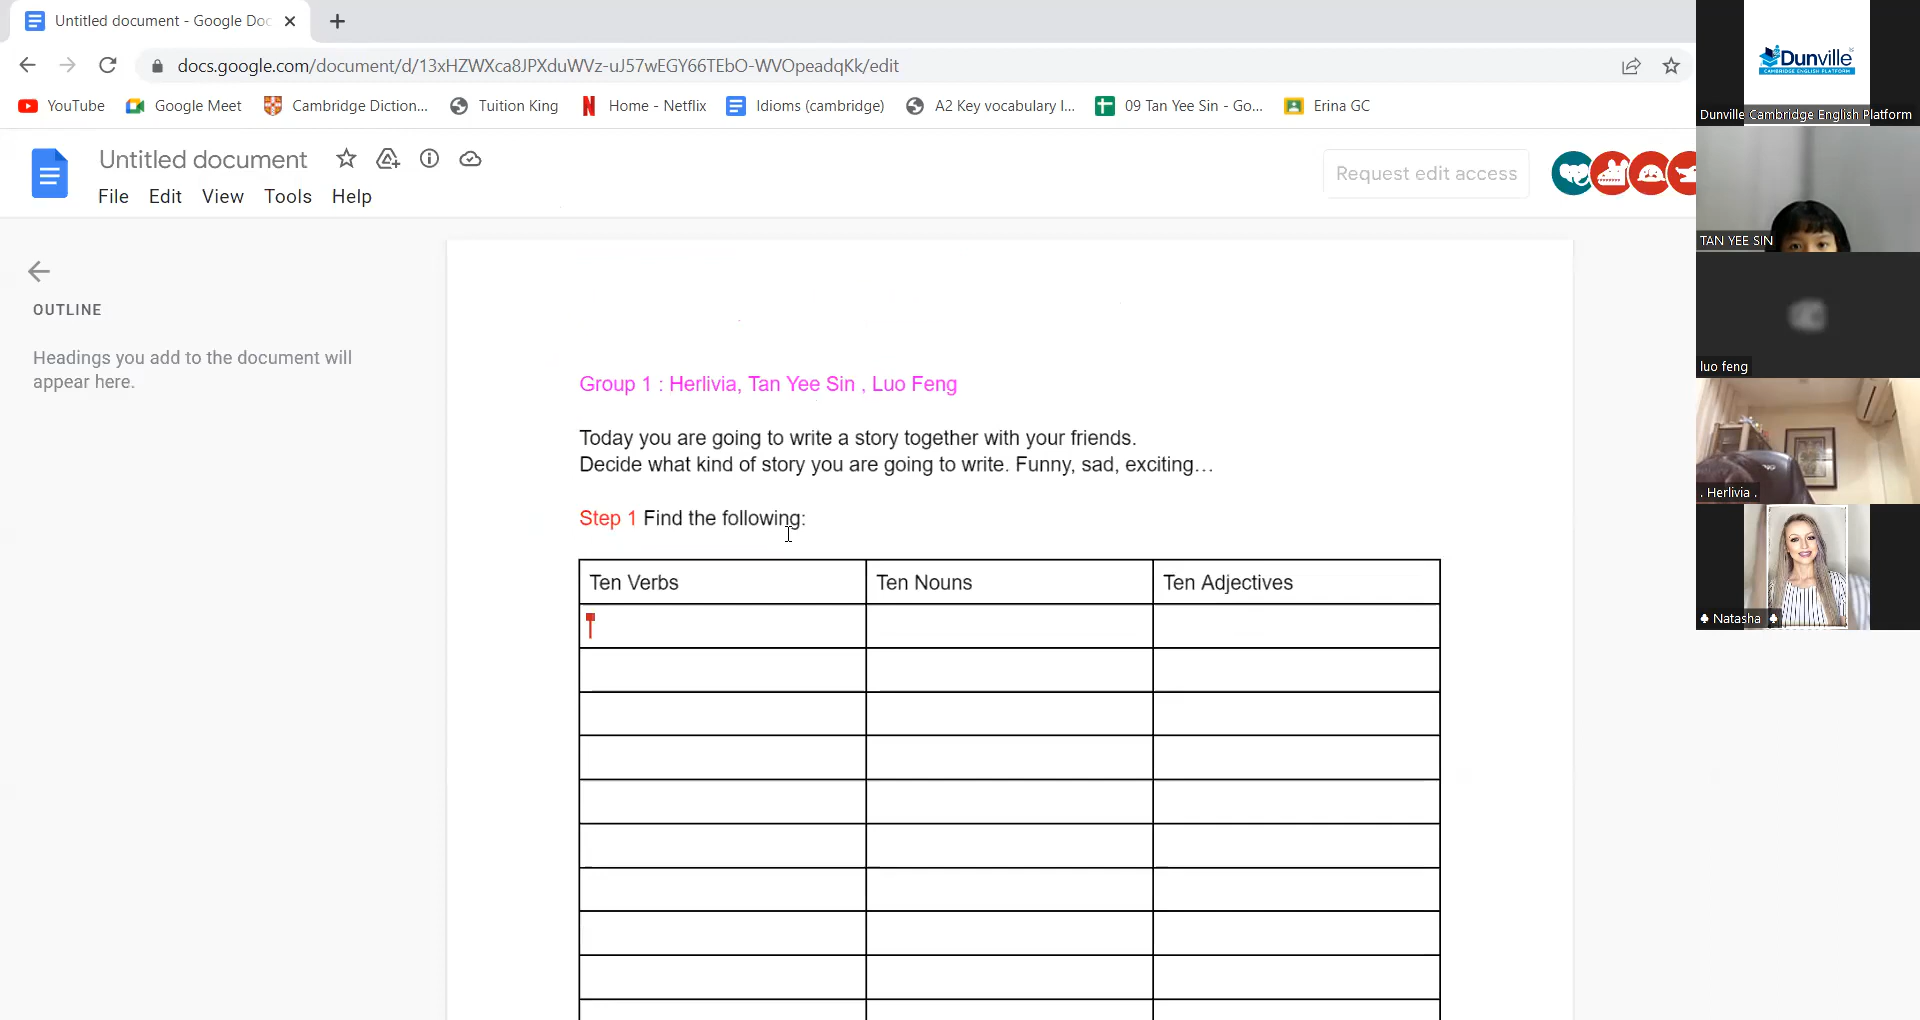 Untitled document - Google Doc
docs.google.com/document/d/13xHZWXca8JPXduWVz-uJ57wEGY66TEbO-WVOpeadqKk/edit
YouTube Google Meet Cambridge Diction... Tuition King Home - Netflix Idioms (cambridge) A2 Key vocabulary l... 09 Tan Yee Sin - Go... Erina GC
Untitled document
Request edit access
File Edit View Tools Help
OUTLINE
Headings you add to the document will
appear here.
Group 1 : Herlivia, Tan Yee Sin , Luo Feng
Today you are going to write a story together with your friends.
Decide what kind of story you are going to write. Funny, sad, exciting…
Step 1 Find the following:
Ten Verbs Ten Nouns Ten Adjectives
Dunville
CAMBRIDGE ENGLISH PLATFORM
Dunville Cambridge English Platform
TAN YEE SIN
luo feng
. Herlivia .
♠ Natasha ♠